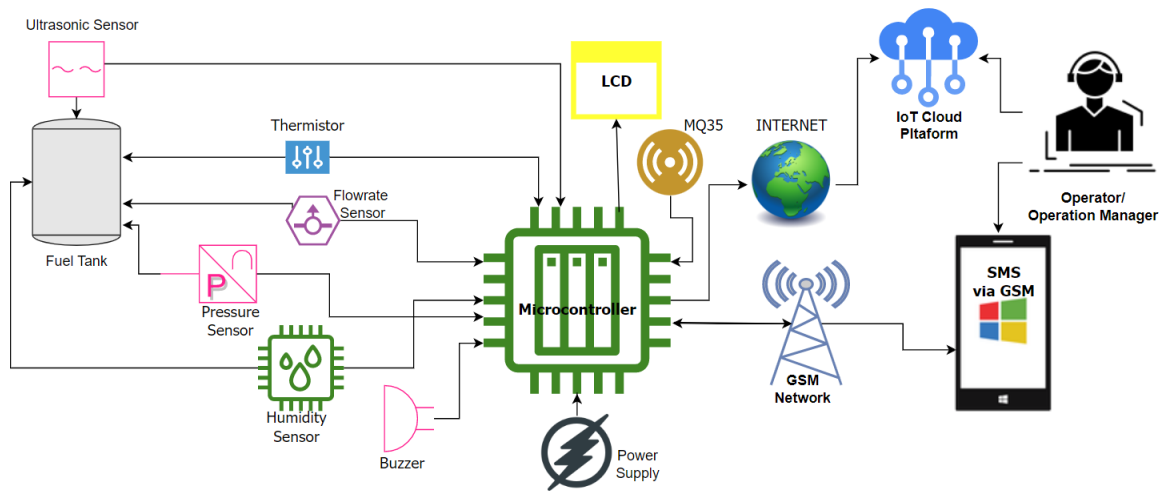 Ultrasonic Sensor
LCD
Thermistor
MQ35
INTERNET
IoT Cloud
Pltaform
Flowrate
Sensor
Operator/
Operation Manager
Fuel Tank
P
Pressure
Sensor
Microcontroller
SMS
via GSM
GSM
Network
Humidity
Sensor
Buzzer
Power
Supply